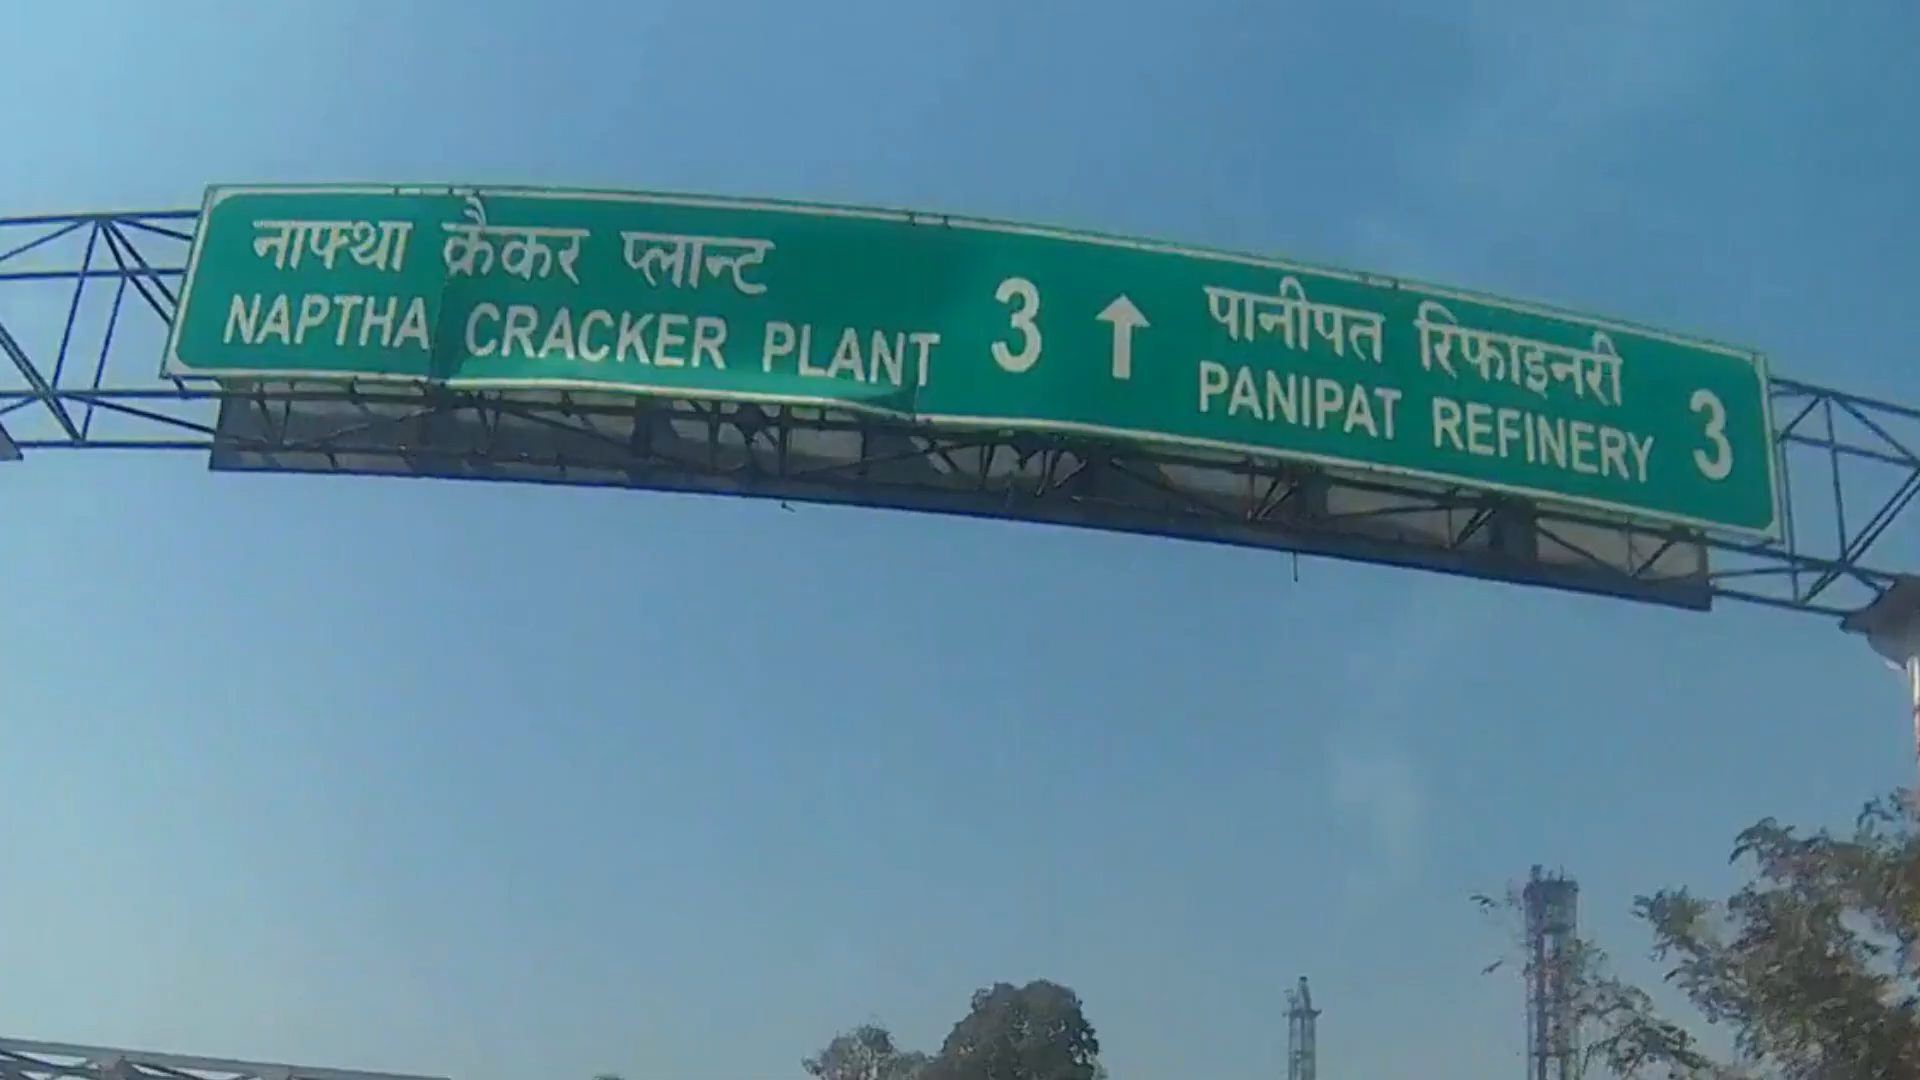 नाफ्था क्रैकर प्लान्ट
NAPTHA CRACKER PLANT 3 ↑
पानीपत रिफाइनरी
PANIPAT REFINERY 3